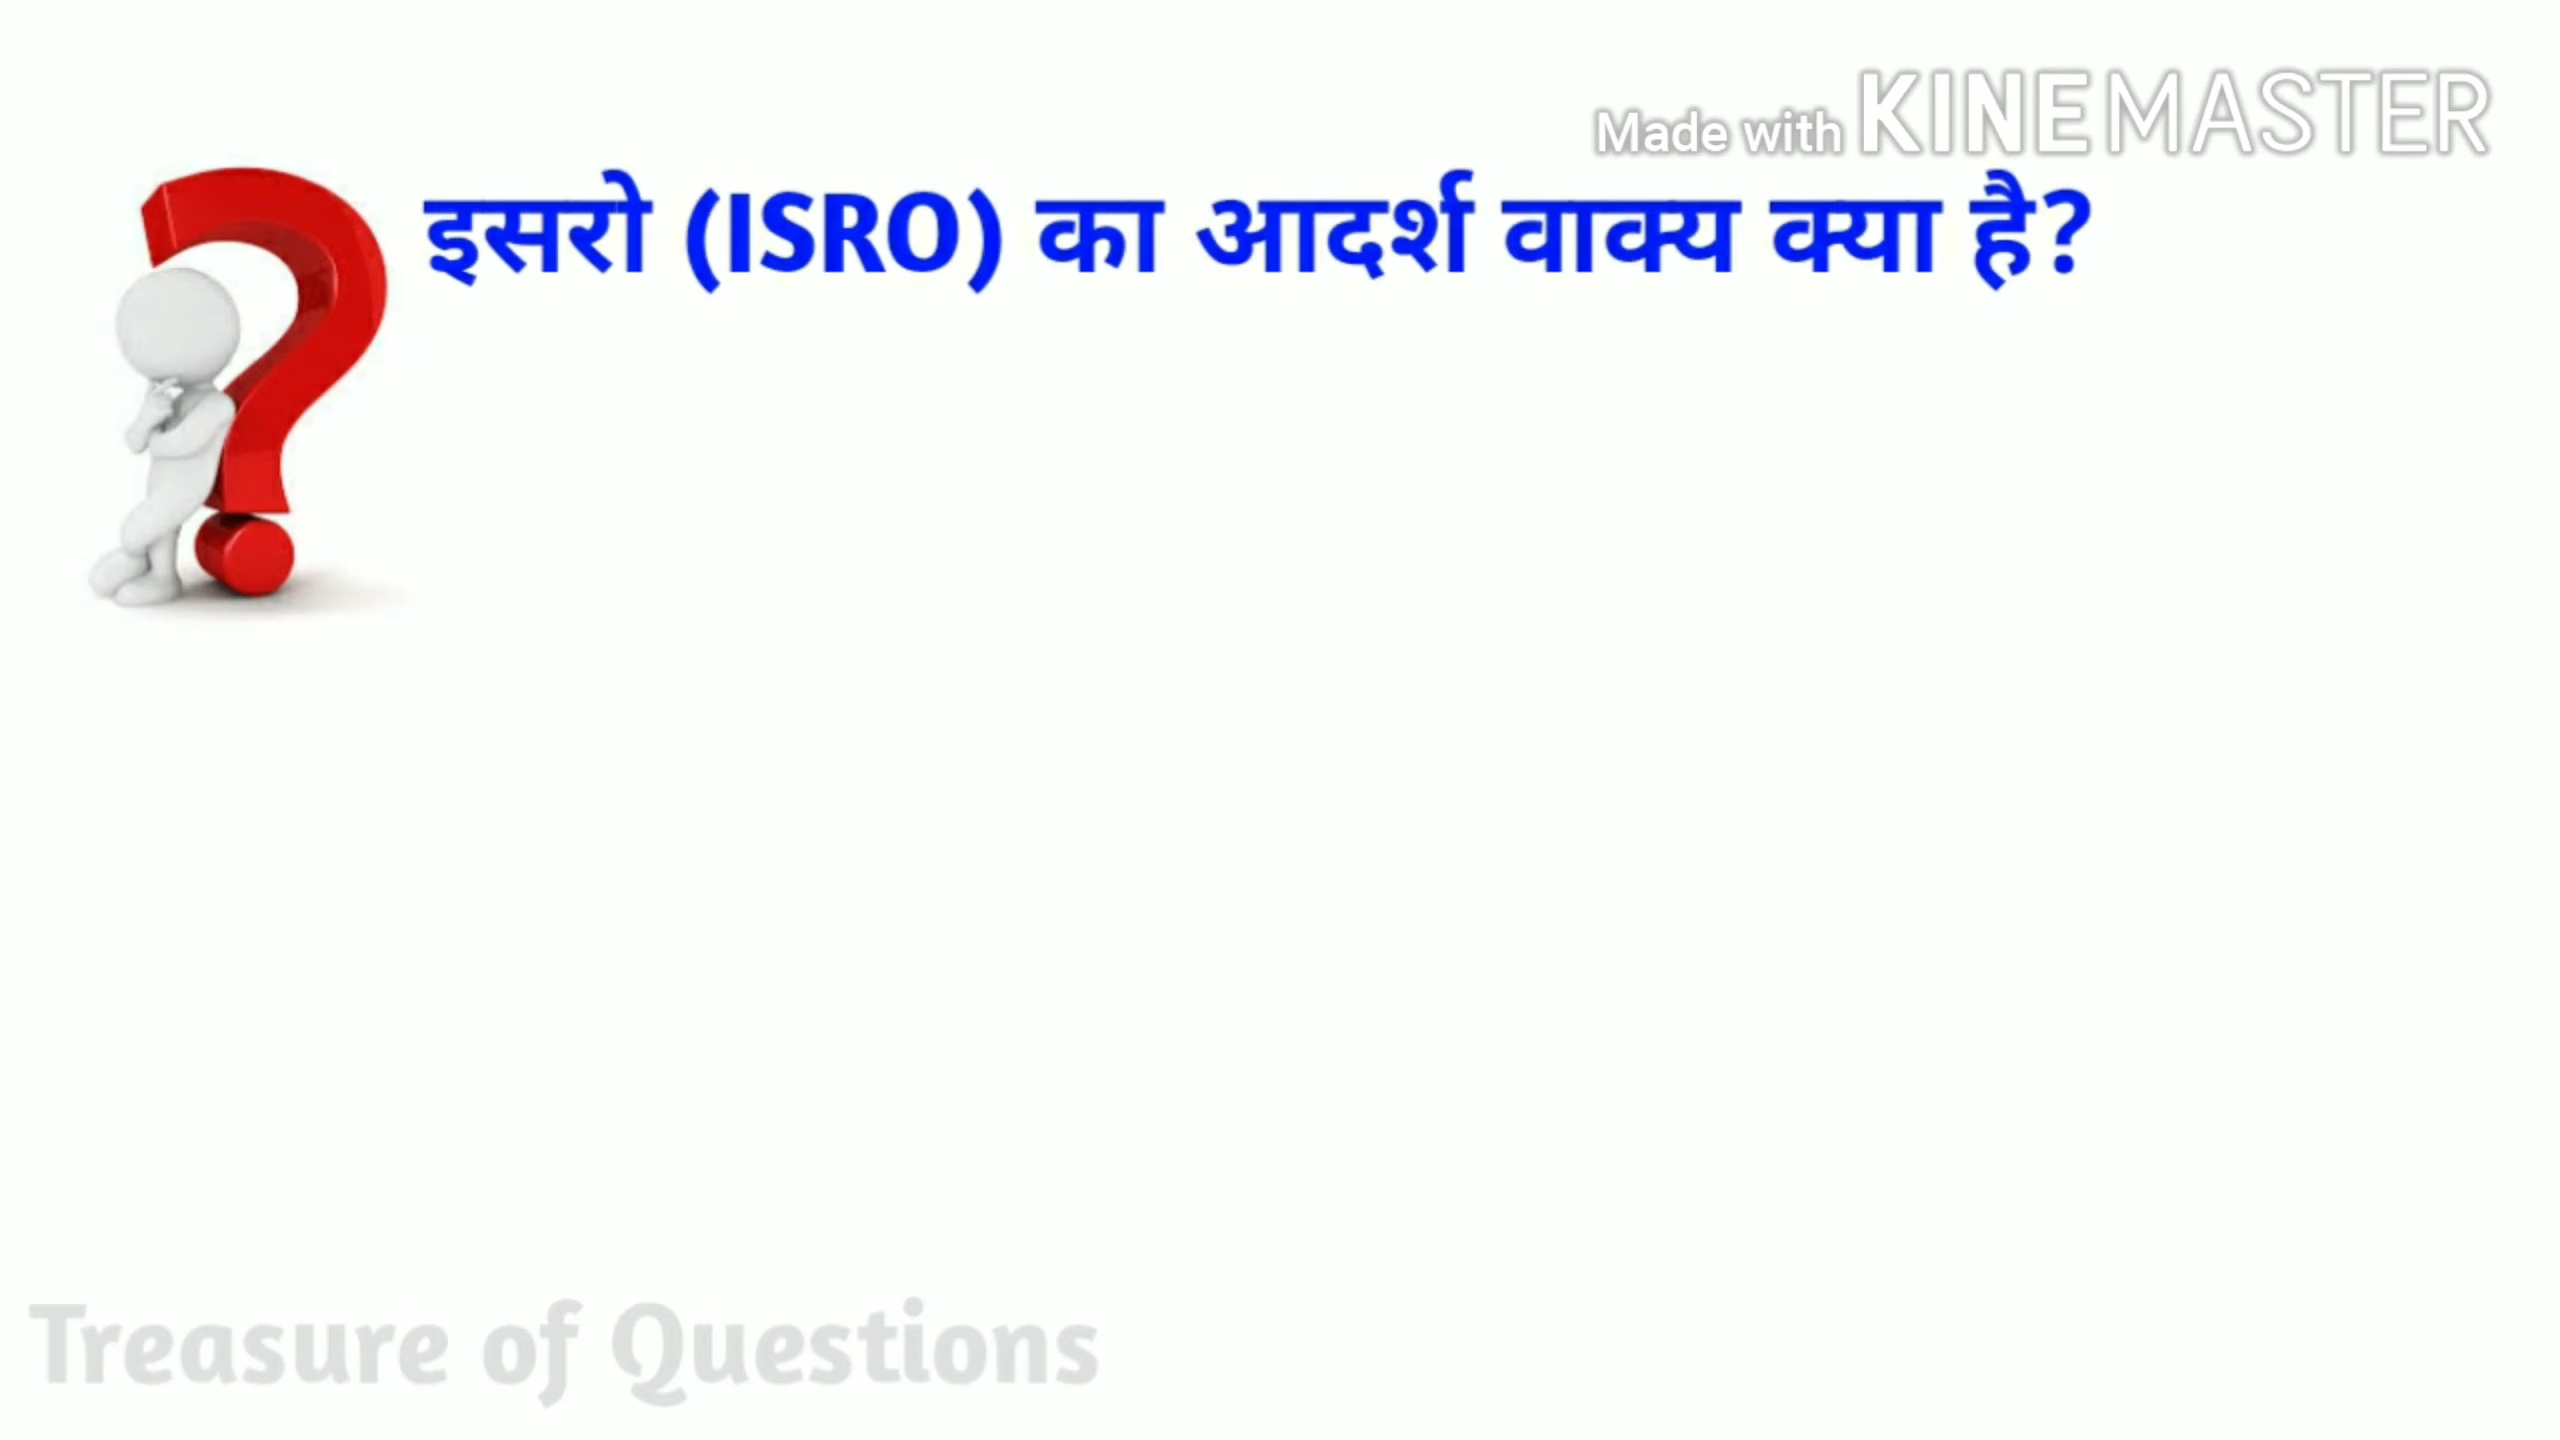 Made with KINEMASTER
इसरो (ISRO) का आदर्श वाक्य क्या है?
Treasure of Questions